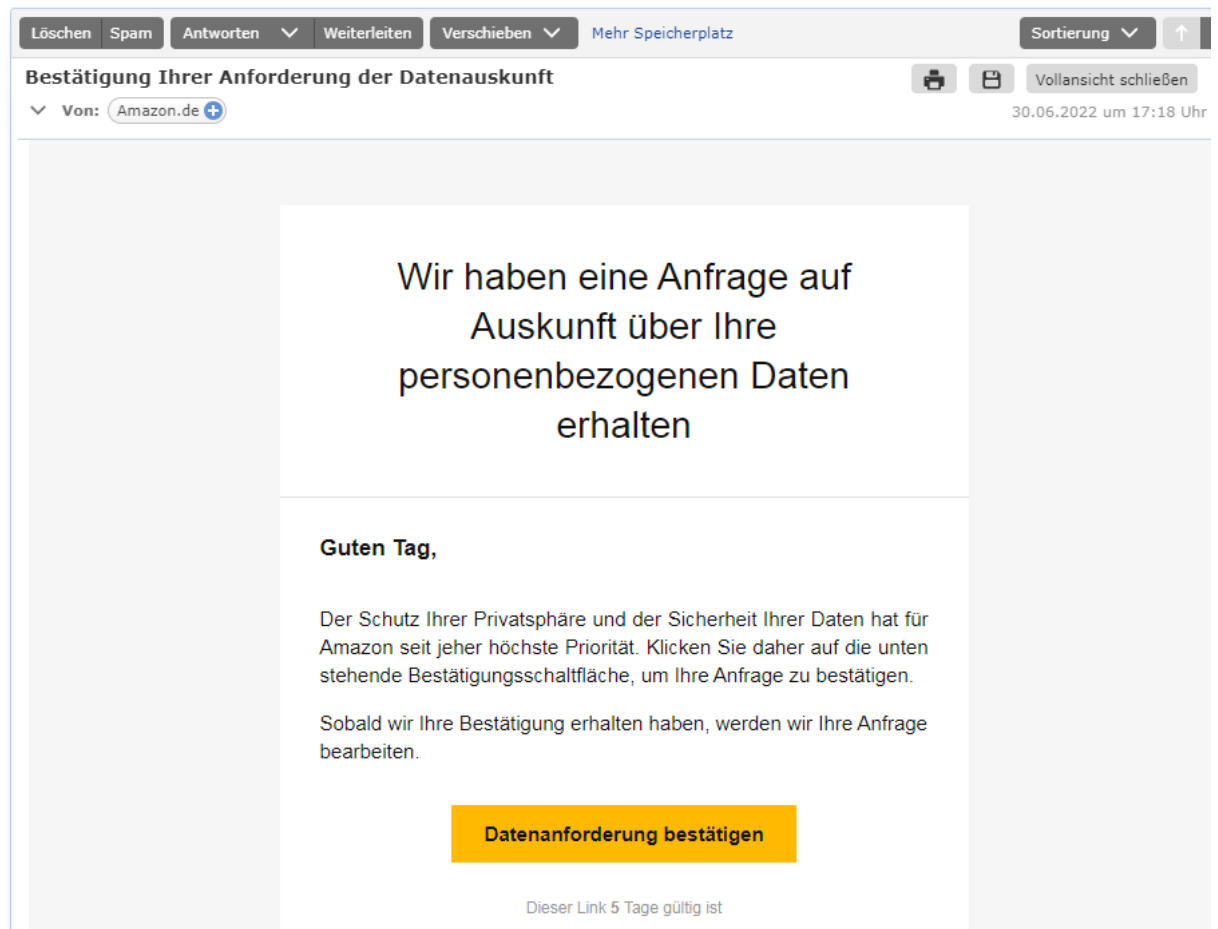 Löschen Spam Antworten Weiterleiten Verschieben Mehr Speicherplatz Sortierung
Bestätigung Ihrer Anforderung der Datenauskunft Vollansicht schließen
Von: Amazon.de 30.06.2022 um 17:18 Uhr
Wir haben eine Anfrage auf
Auskunft über Ihre
personenbezogenen Daten
erhalten
Guten Tag,
Der Schutz Ihrer Privatsphäre und der Sicherheit Ihrer Daten hat für
Amazon seit jeher höchste Priorität. Klicken Sie daher auf die unten
stehende Bestätigungsschaltfläche, um Ihre Anfrage zu bestätigen.
Sobald wir Ihre Bestätigung erhalten haben, werden wir Ihre Anfrage
bearbeiten.
Datenanforderung bestätigen
Dieser Link 5 Tage gültig ist